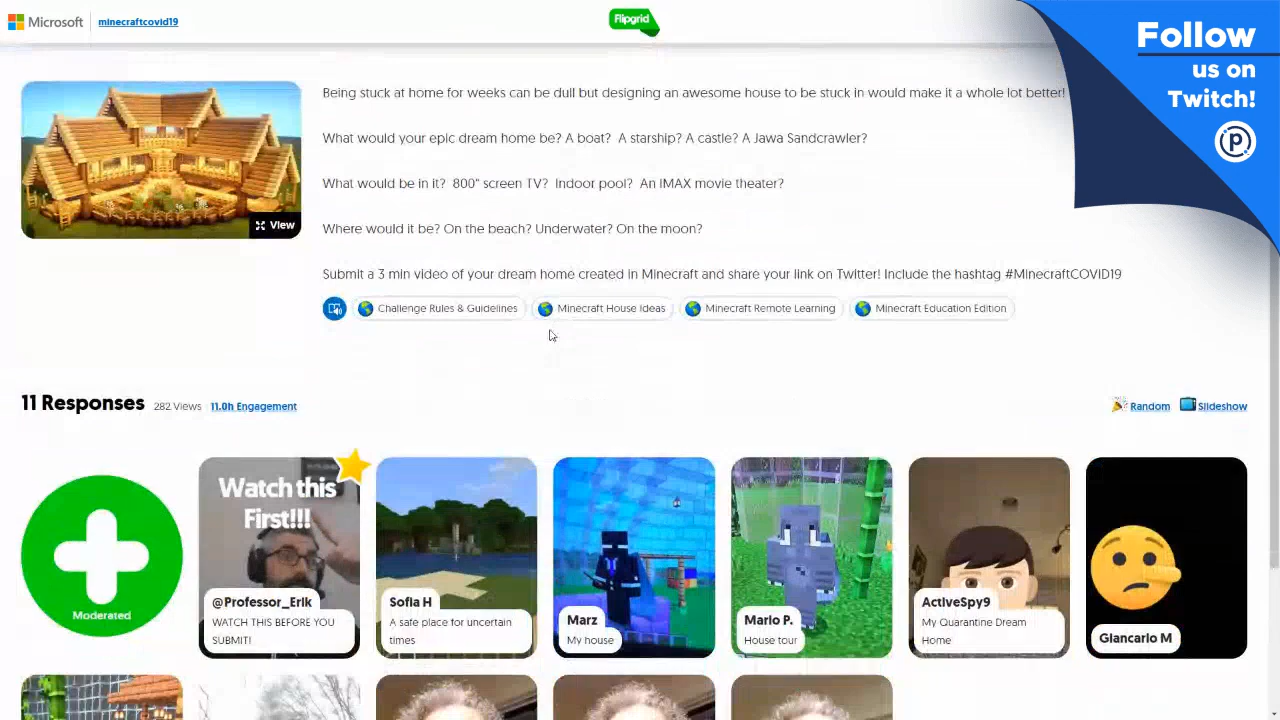 Microsoft
minecraftcovid19
Flipgrid
Follow
us on
Twitch!
Being stuck at home for weeks can be dull but designing an awesome house to be stuck in would make it a whole lot better!
What would your epic dream home be? A boat? A starship? A castle? A Jawa Sandcrawler?
What would be in it? 800" screen TV? Indoor pool? An IMAX movie theater?
View
Where would it be? On the beach? Underwater? On the moon?
Submit a 3 min video of your dream home created in Minecraft and share your link on Twitter! Include the hashtag #MinecraftCOVID19
Challenge Rules & Guidelines
Minecraft House Ideas
Minecraft Remote Learning
Minecraft Education Edition
11 Responses
282 Views
11.0h Engagement
Random
Slideshow
Moderated
Watch this
First!!!
@Professor_Erik
WATCH THIS BEFORE YOU
SUBMIT!
Sofia H
A safe place for uncertain
times
Marz
My house
Mario P.
House tour
ActiveSpy9
My Quarantine Dream
Home
Giancarlo M